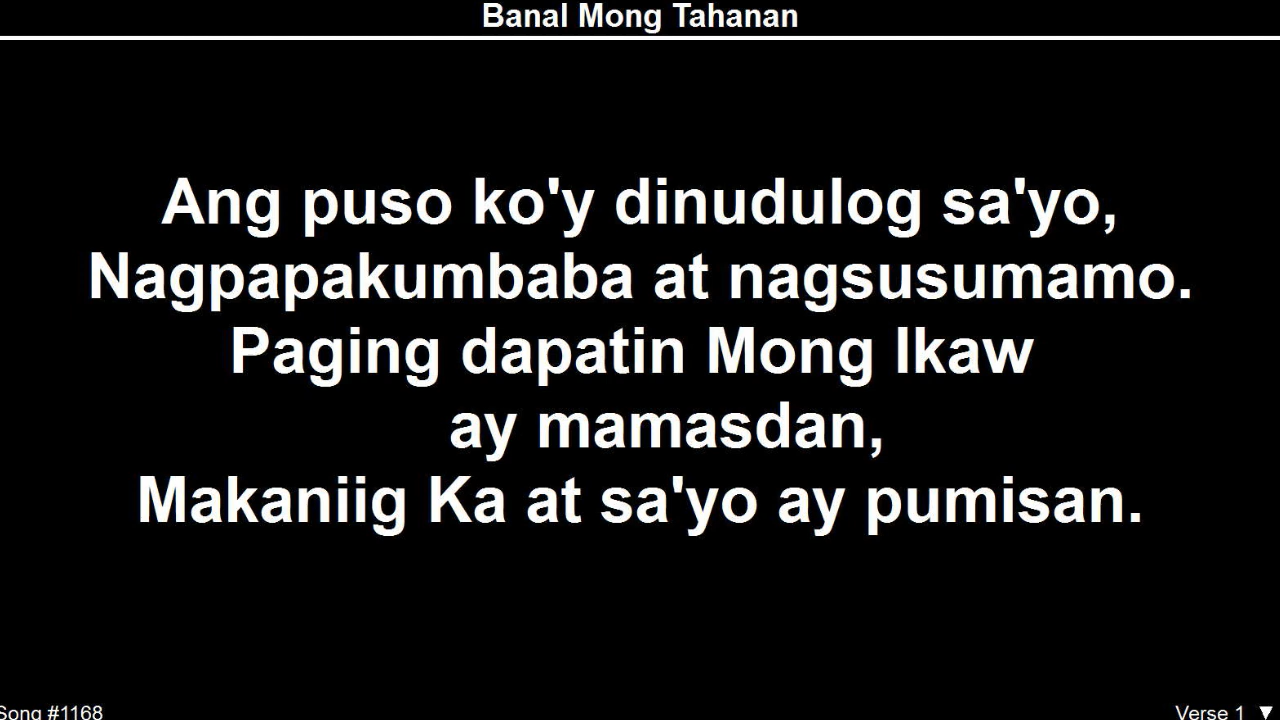 Banal Mong Tahanan
Ang puso ko'y dinudulog sa'yo,
Nagpapakumbaba at nagsusumamo.
Paging dapatin Mong Ikaw
ay mamasdan,
Makaniig Ka at sa'yo ay pumisan.
Song #1168
Verse 1 ▼